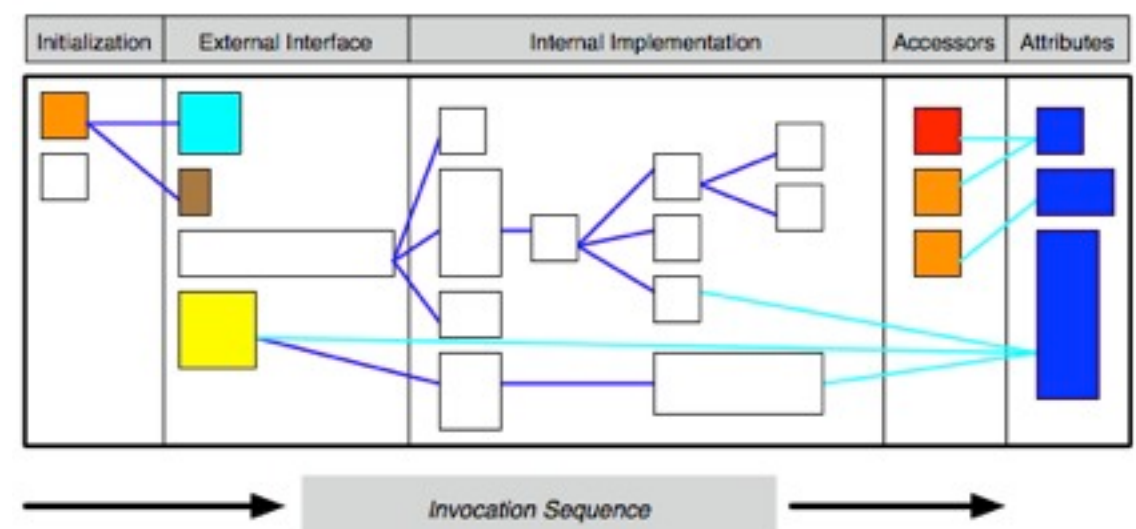 Initialization External Interface Internal Implementation Accessors Attributes
Invocation Sequence